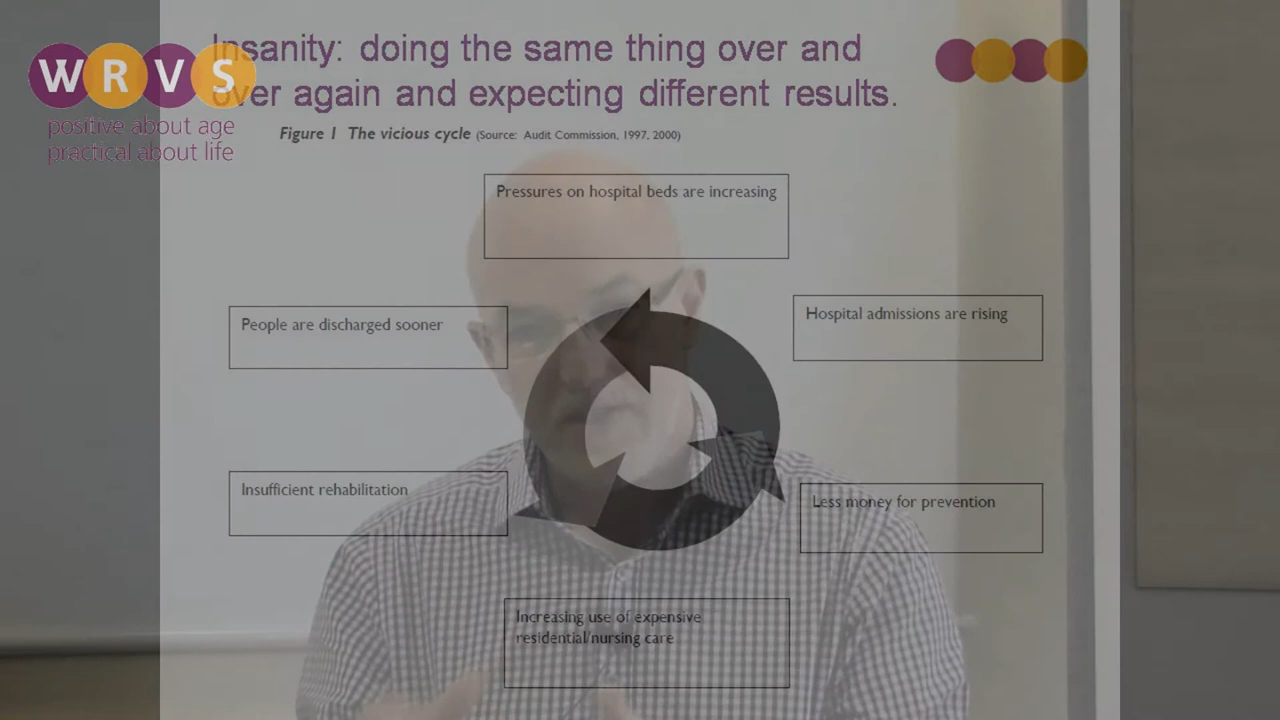 Insanity: doing the same thing over and
over again and expecting different results.
WRVS
positive about age
practical about life
Figure 1 The vicious cycle (Source: Audit Commission, 1997, 2000)
Pressures on hospital beds are increasing
People are discharged sooner
Hospital admissions are rising
Insufficient rehabilitation
Less money for prevention
Increasing use of expensive
residential/nursing care